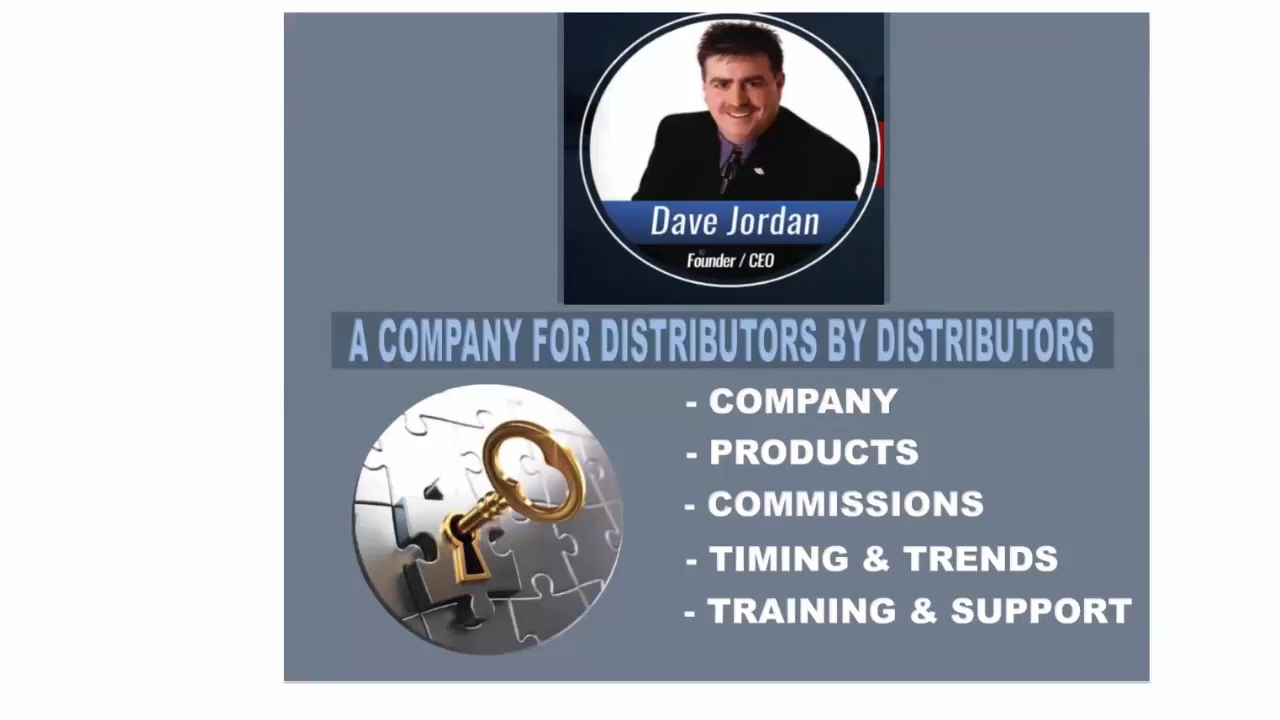 Dave Jordan
Founder / CEO
A COMPANY FOR DISTRIBUTORS BY DISTRIBUTORS
- COMPANY
- PRODUCTS
- COMMISSIONS
- TIMING & TRENDS
- TRAINING & SUPPORT